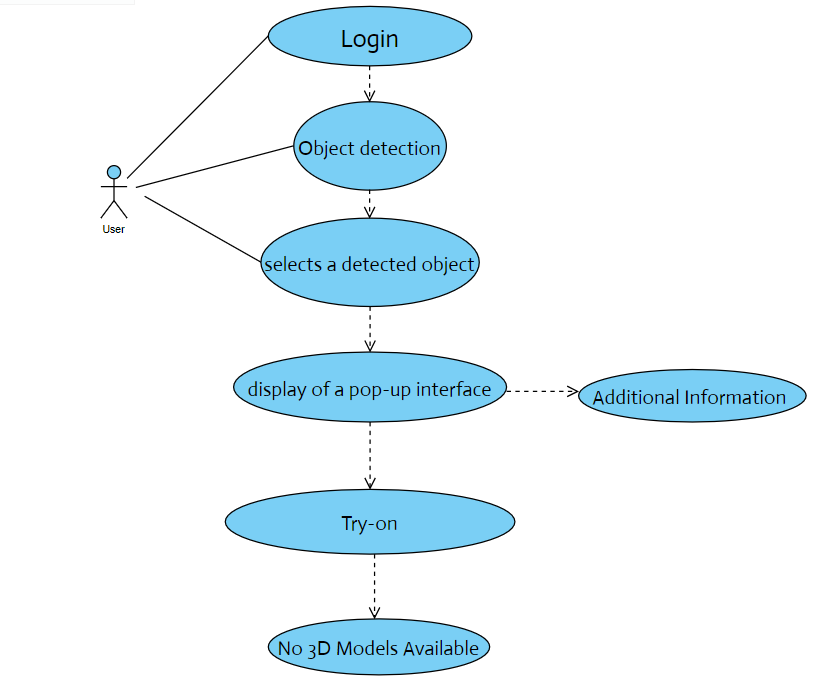 Login
Object detection
User
selects a detected object
display of a pop-up interface
Additional Information
Try-on
No 3D Models Available